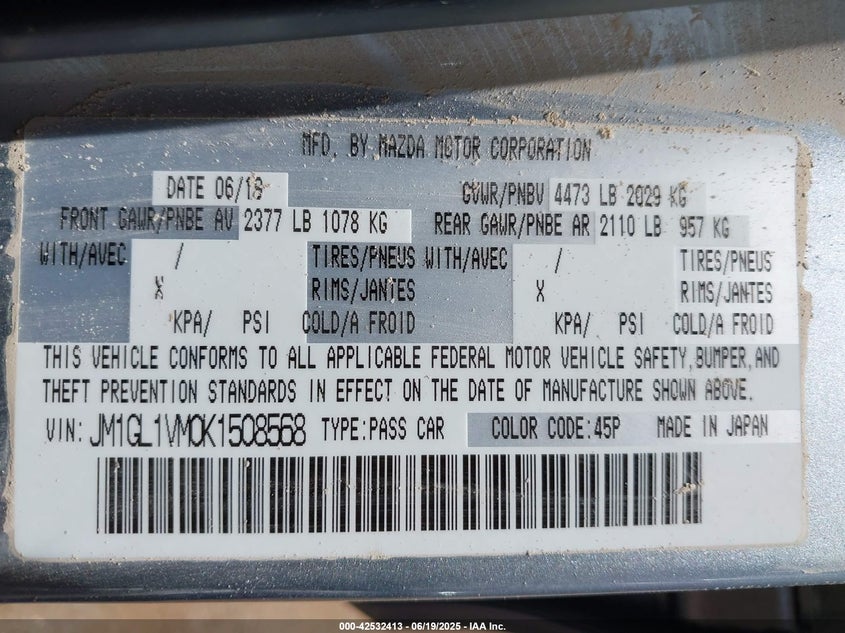 MFD. BY MAZDA MOTOR CORPORATION
DATE 06/18 GVWR/PNBV 4473 LB 2029 KG
FRONT GAWR/PNBE AV 2377 LB 1078 KG REAR GAWR/PNBE AR 2110 LB 957 KG
WITH/AVEC / TIRES/PNEUS WITH/AVEC / TIRES/PNEUS
X RIMS/JANTES X RIMS/JANTES
KPA/ PSI COLD/A FROID KPA/ PSI COLD/A FROID
THIS VEHICLE CONFORMS TO ALL APPLICABLE FEDERAL MOTOR VEHICLE SAFETY,BUMPER,AND
THEFT PREVENTION STANDARDS IN EFFECT ON THE DATE OF MANUFACTURE SHOWN ABOVE.
VIN: JM1GL1VM0K1508568 TYPE:PASS CAR COLOR CODE:45P MADE IN JAPAN
000-42532413 - 06/19/2025 - IAA Inc.